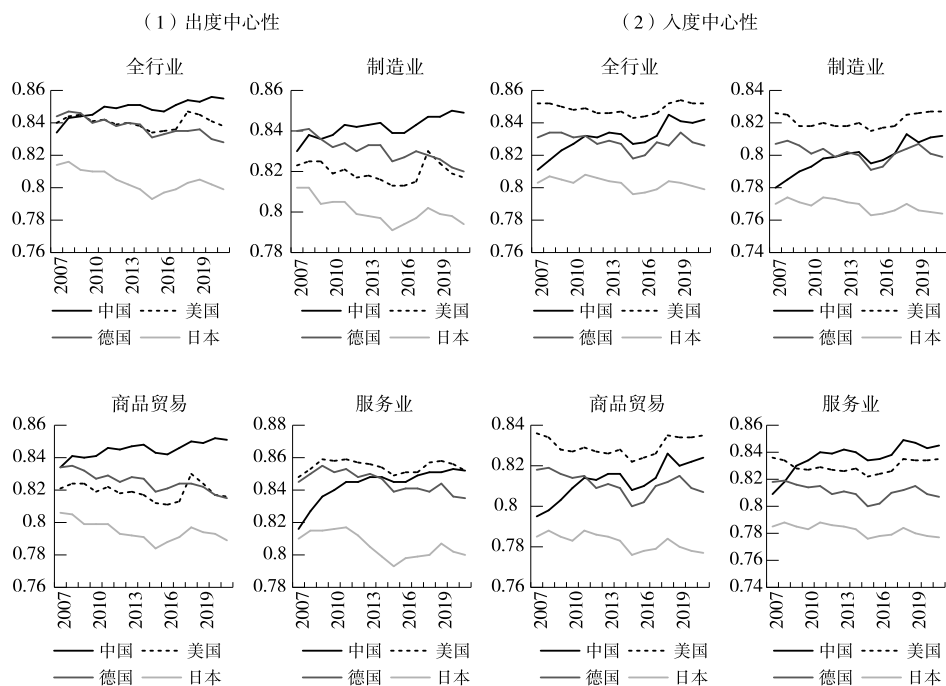 （1）出度中心性
（2）入度中心性
全行业
0.86
0.84
0.82
0.8
0.78
0.76
2007
2010
2013
2016
2019
中国
美国
德国
日本
制造业
0.86
0.84
0.82
0.8
0.78
2007
2010
2013
2016
2019
中国
美国
德国
日本
全行业
0.86
0.84
0.82
0.8
0.78
0.76
2007
2010
2013
2016
2019
中国
美国
德国
日本
制造业
0.84
0.82
0.8
0.78
0.76
0.74
2007
2010
2013
2016
2019
中国
美国
德国
日本
商品贸易
0.86
0.84
0.82
0.8
0.78
0.76
2007
2010
2013
2016
2019
中国
美国
德国
日本
服务业
0.88
0.86
0.84
0.82
0.8
0.78
2007
2010
2013
2016
2019
中国
美国
德国
日本
商品贸易
0.84
0.82
0.8
0.78
0.76
2007
2010
2013
2016
2019
中国
美国
德国
日本
服务业
0.86
0.84
0.82
0.8
0.78
0.76
0.74
2007
2010
2013
2016
2019
中国
美国
德国
日本